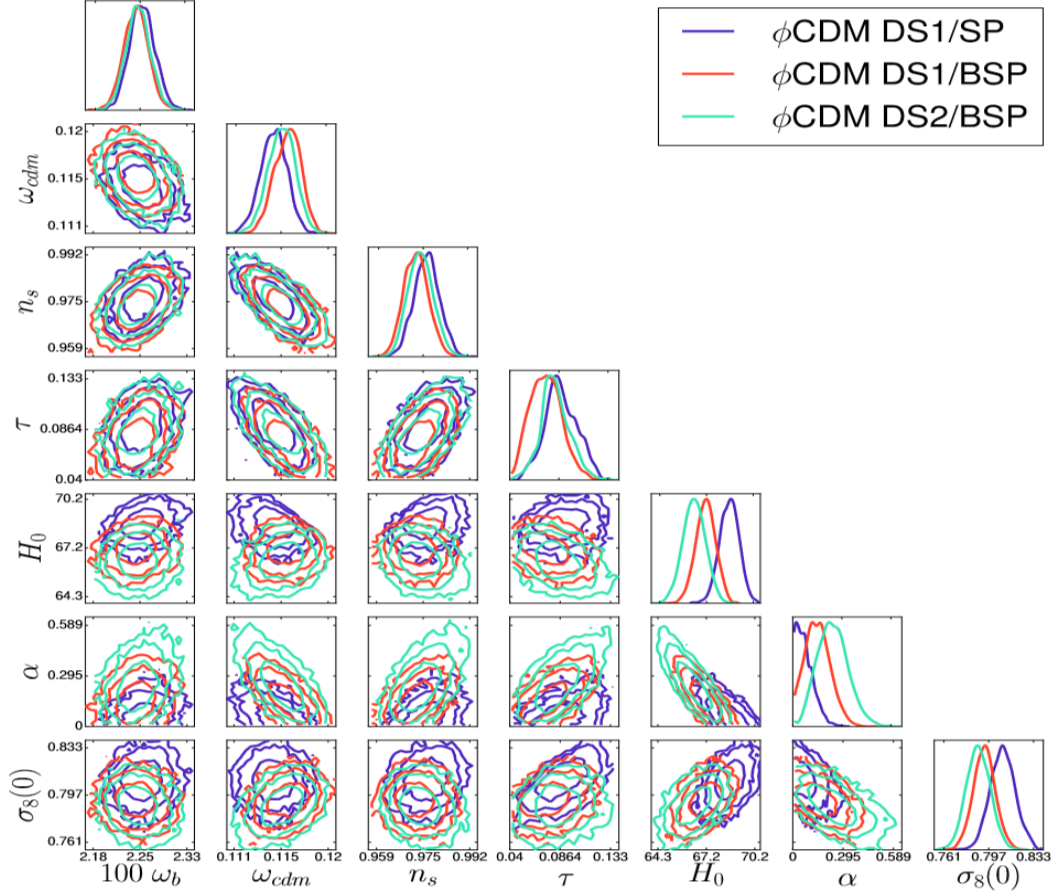 ϕCDM DS1/SP
ϕCDM DS1/BSP
ϕCDM DS2/BSP
0.12
0.115
0.111
ω_cdm
0.992
0.975
0.959
n_s
0.133
0.0864
0.04
τ
70.2
67.2
64.3
H_0
0.589
0.295
0
α
0.833
0.797
0.761
σ_8(0)
2.18 2.25 2.33 0.111 0.115 0.12 0.959 0.975 0.992 0.04 0.0864 0.133 64.3 67.2 70.2 0 0.295 0.589 0.761 0.797 0.833
100 ω_b ω_cdm n_s τ H_0 α σ_8(0)